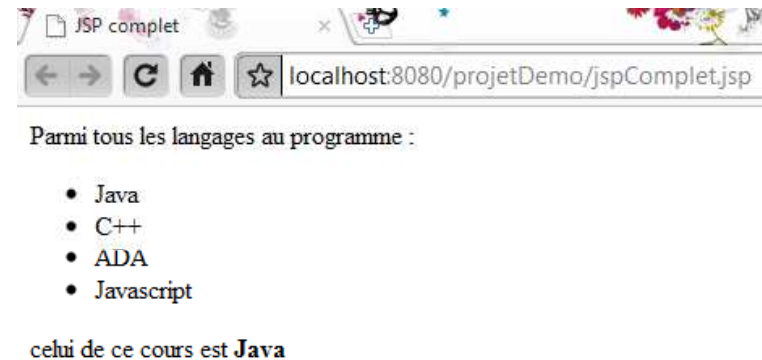 JSP complet
localhost:8080/projetDemo/jspComplet.jsp
Parmi tous les langages au programme :
Java
C++
ADA
Javascript
celui de ce cours est Java